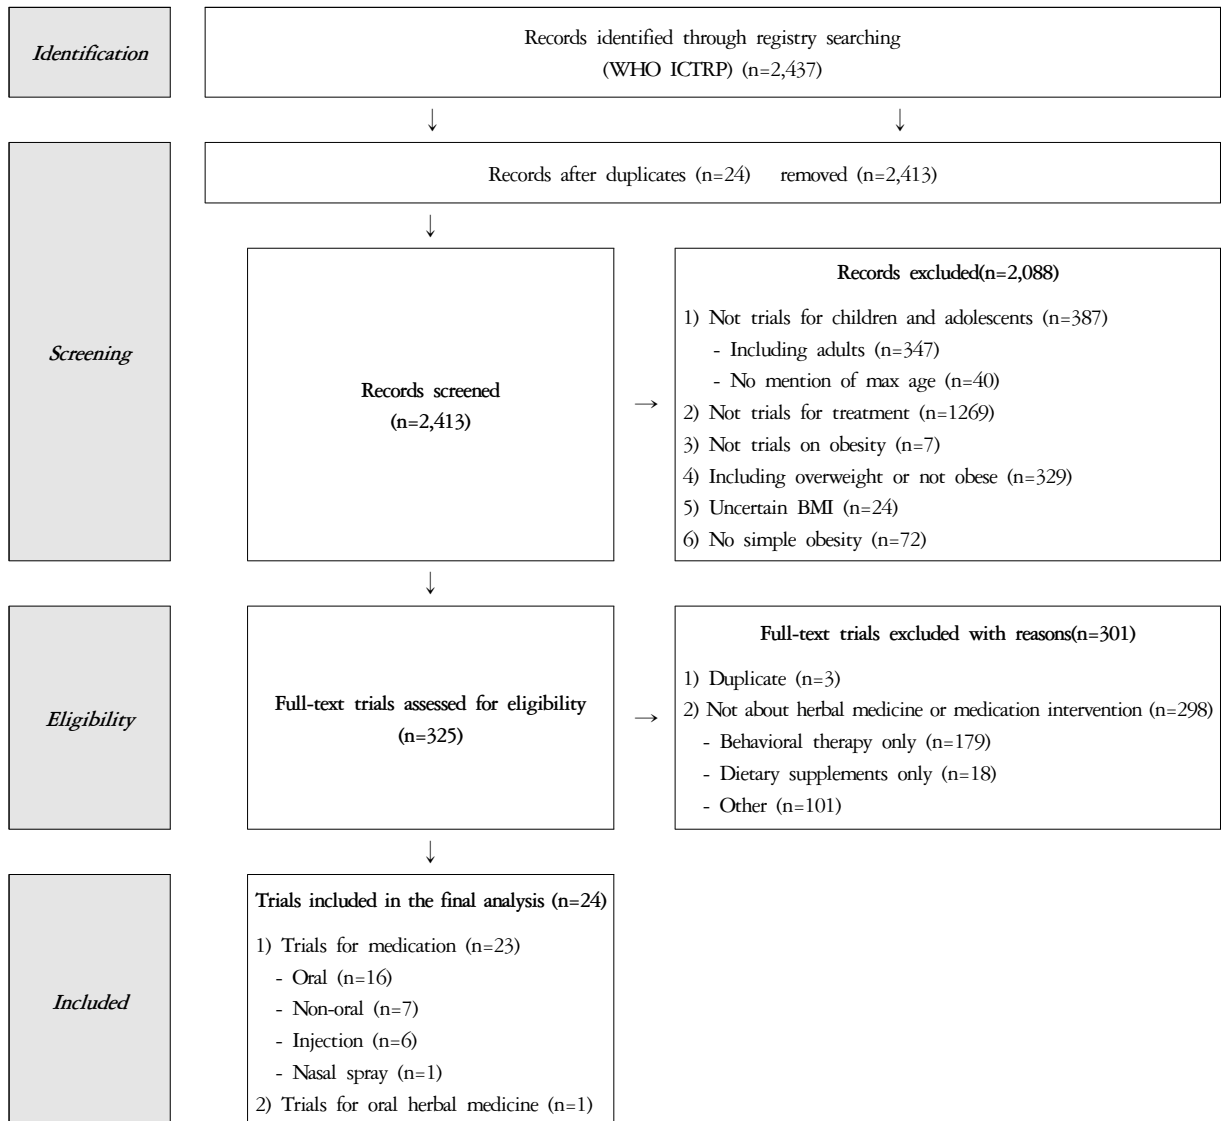 Identification
Records identified through registry searching
(WHO ICTRP) (n=2,437)
↓ ↓
Screening
Records after duplicates (n=24) removed (n=2,413)
↓
Records screened
(n=2,413)
→
Records excluded(n=2,088)
1) Not trials for children and adolescents (n=387)
- Including adults (n=347)
- No mention of max age (n=40)
2) Not trials for treatment (n=1269)
3) Not trials on obesity (n=7)
4) Including overweight or not obese (n=329)
5) Uncertain BMI (n=24)
6) No simple obesity (n=72)
↓
Eligibility
Full-text trials assessed for eligibility
(n=325)
→
Full-text trials excluded with reasons(n=301)
1) Duplicate (n=3)
2) Not about herbal medicine or medication intervention (n=298)
- Behavioral therapy only (n=179)
- Dietary supplements only (n=18)
- Other (n=101)
↓
Included
Trials included in the final analysis (n=24)
1) Trials for medication (n=23)
- Oral (n=16)
- Non-oral (n=7)
- Injection (n=6)
- Nasal spray (n=1)
2) Trials for oral herbal medicine (n=1)